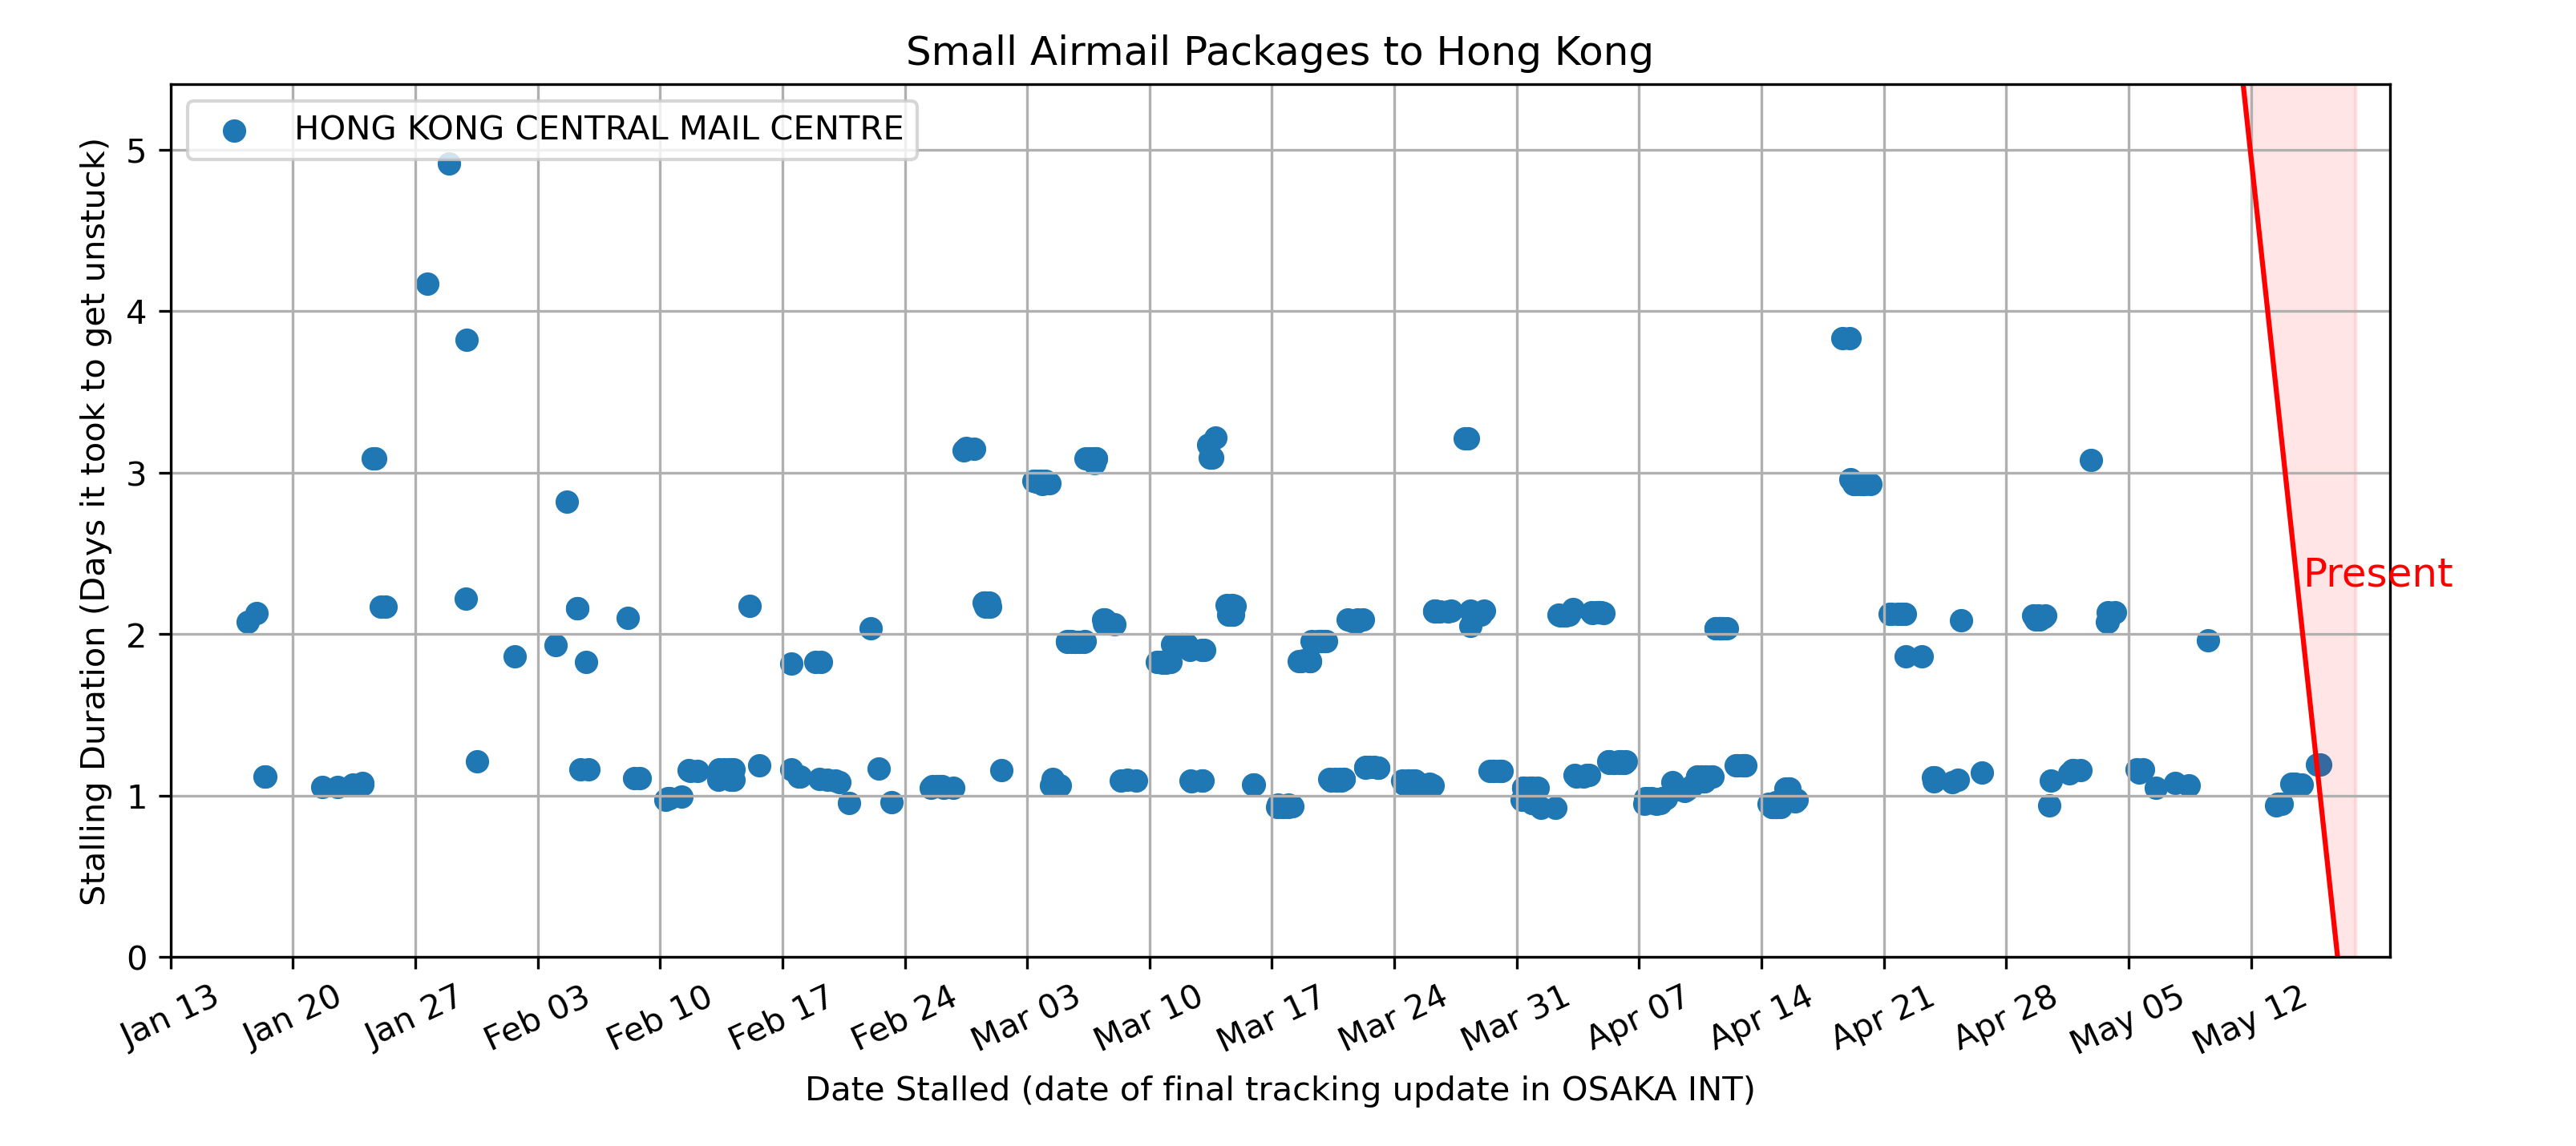 Small Airmail Packages to Hong Kong
HONG KONG CENTRAL MAIL CENTRE
Stalling Duration (Days it took to get unstuck)
5
4
3
2
1
0
Present
Jan 13
Jan 20
Jan 27
Feb 03
Feb 10
Feb 17
Feb 24
Mar 03
Mar 10
Mar 17
Mar 24
Mar 31
Apr 07
Apr 14
Apr 21
Apr 28
May 05
May 12
Date Stalled (date of final tracking update in OSAKA INT)